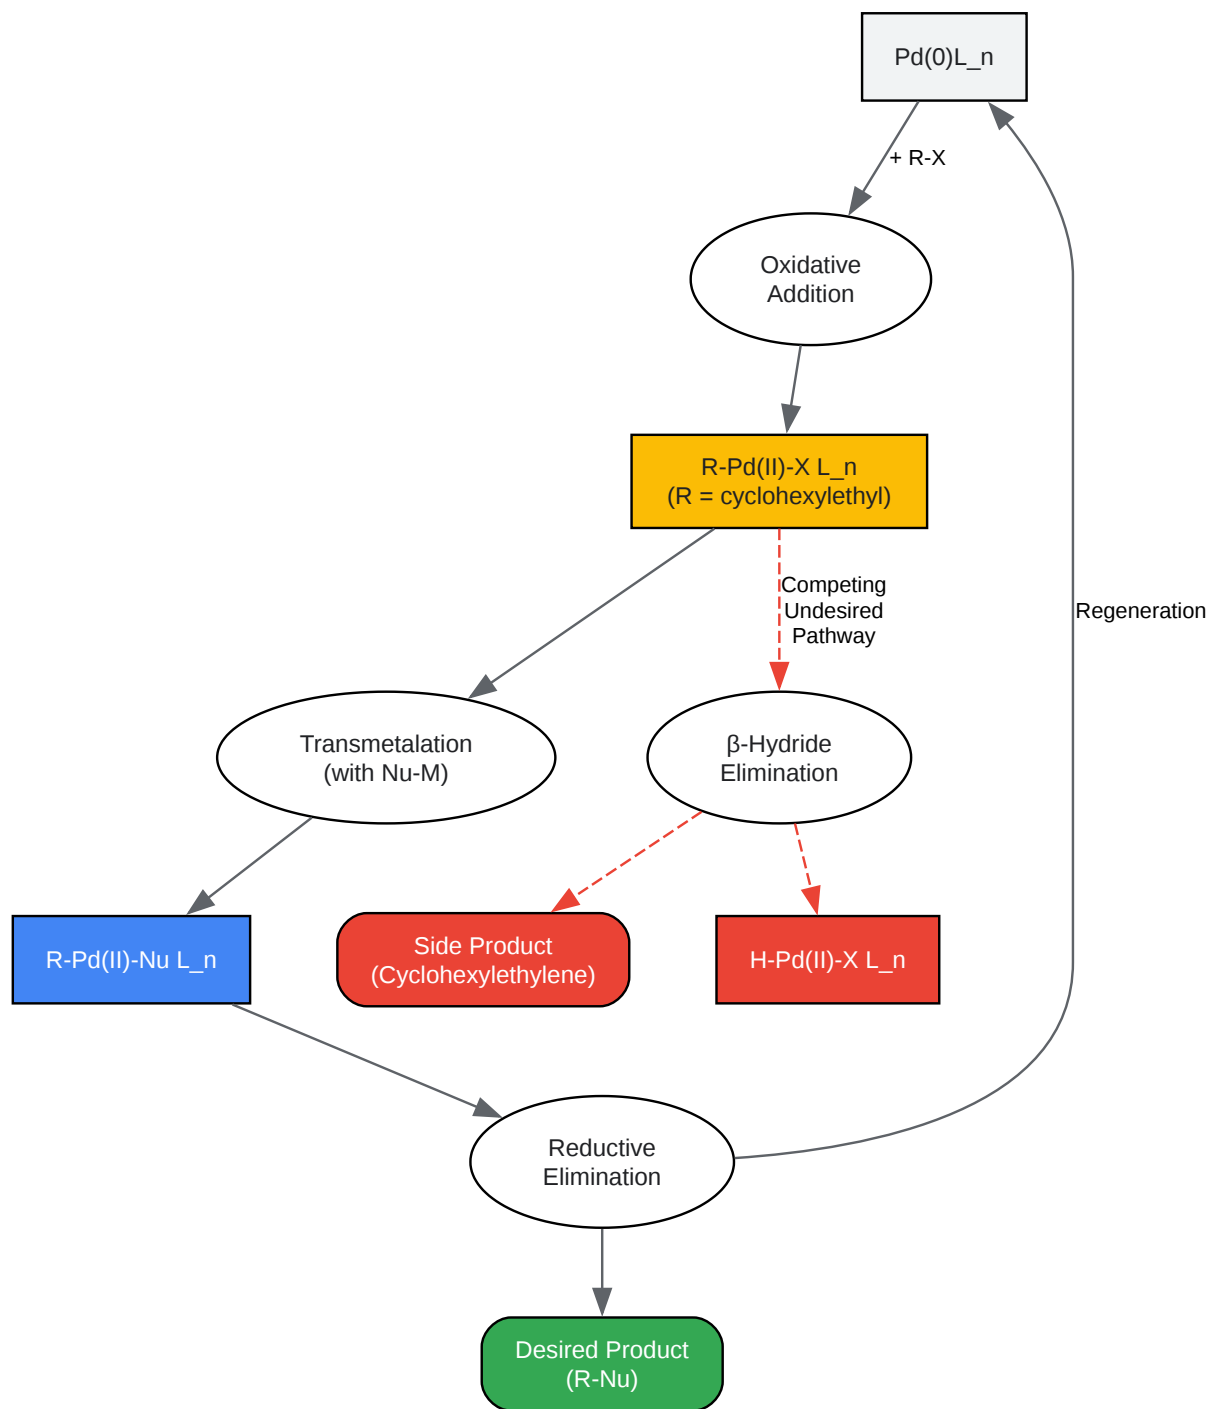 Pd(0)L_n
+ R-X
Oxidative
Addition
R-Pd(II)-X L_n
(R = cyclohexylethyl)
Competing
Undesired
Pathway
Regeneration
Transmetalation
(with Nu-M)
β-Hydride
Elimination
R-Pd(II)-Nu L_n
Side Product
(Cyclohexylethylene)
H-Pd(II)-X L_n
Reductive
Elimination
Desired Product
(R-Nu)